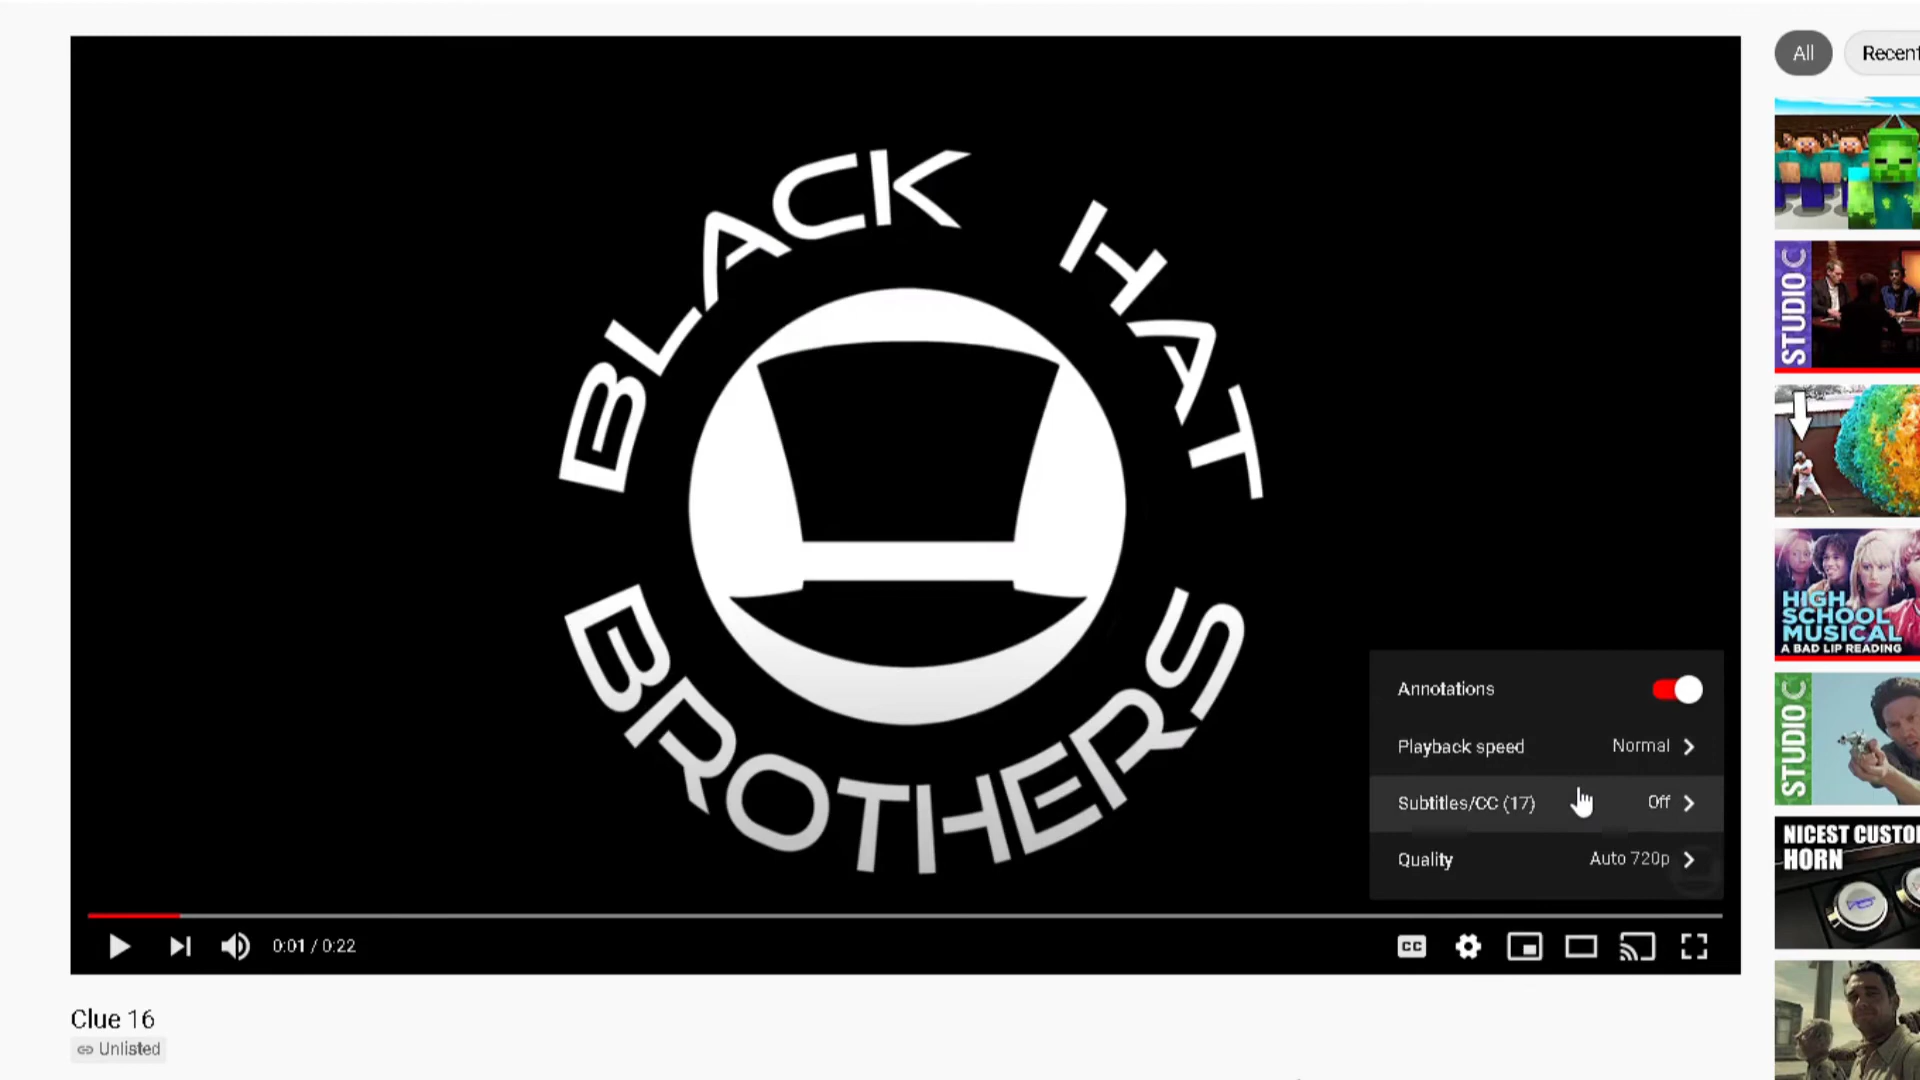 All
Recent
BLACK HAT
BROTHERS
STUDIO C
HIGH
SCHOOL
MUSICAL
A BAD LIP READING
STUDIO C
NICEST CUSTO
HORN
Annotations
Playback speed Normal
Subtitles/CC (17) Off
Quality Auto 720p
0:01 / 0:22
CC
Clue 16
Unlisted